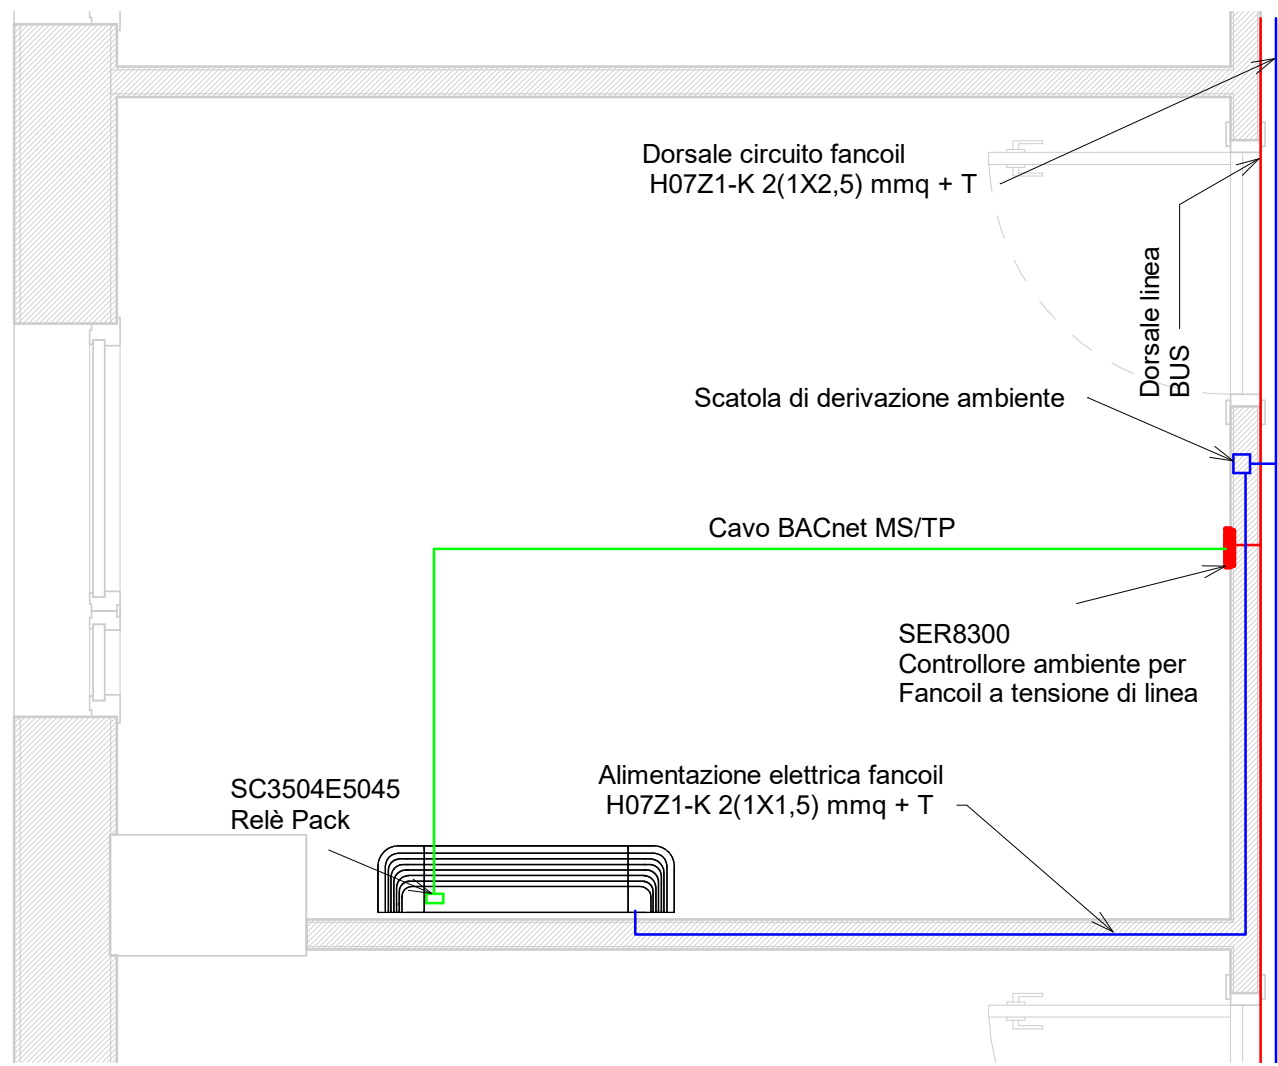 Dorsale circuito fancoil
H07Z1-K 2(1X2,5) mmq + T
Dorsale linea
BUS
Scatola di derivazione ambiente
Cavo BACnet MS/TP
SER8300
Controllore ambiente per
Fancoil a tensione di linea
SC3504E5045
Relè Pack
Alimentazione elettrica fancoil
H07Z1-K 2(1X1,5) mmq + T